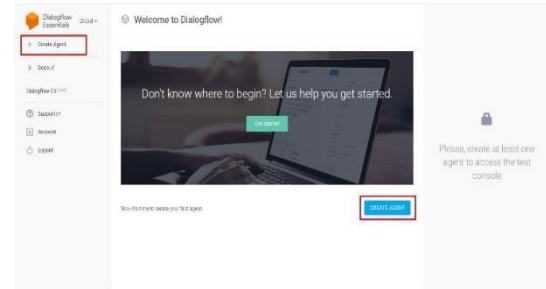 Dialogflow
Essentials
Global
Welcome to Dialogflow!
Create Agent
Docs
Dialogflow CX
Support
Account
Logout
Don't know where to begin? Let us help you get started.
Get started
Now it's time to create your first agent.
CREATE AGENT
Please, create at least one
agent to access the test
console